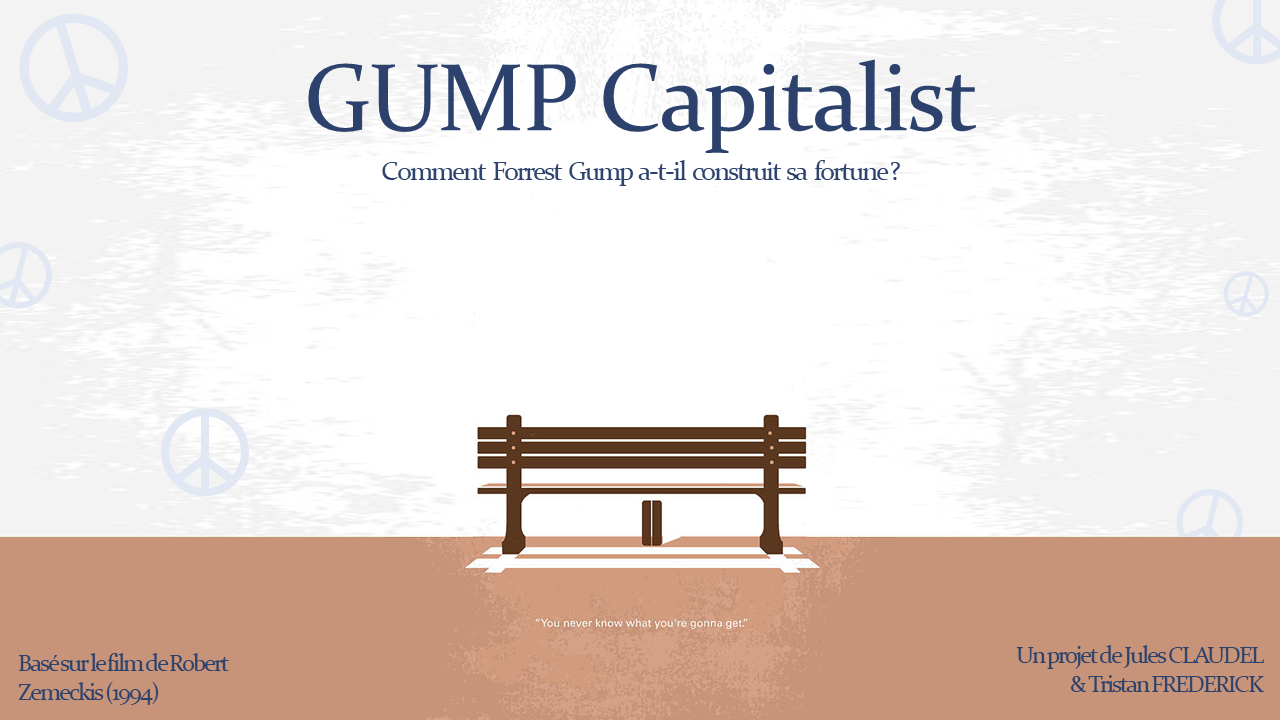 GUMP Capitalist
Comment Forrest Gump a-t-il construit sa fortune?
“You never know what you're gonna get.”
Basé sur le film de Robert
Zemeckis (1994)
Un projet de Jules CLAUDEL
& Tristan FREDERICK